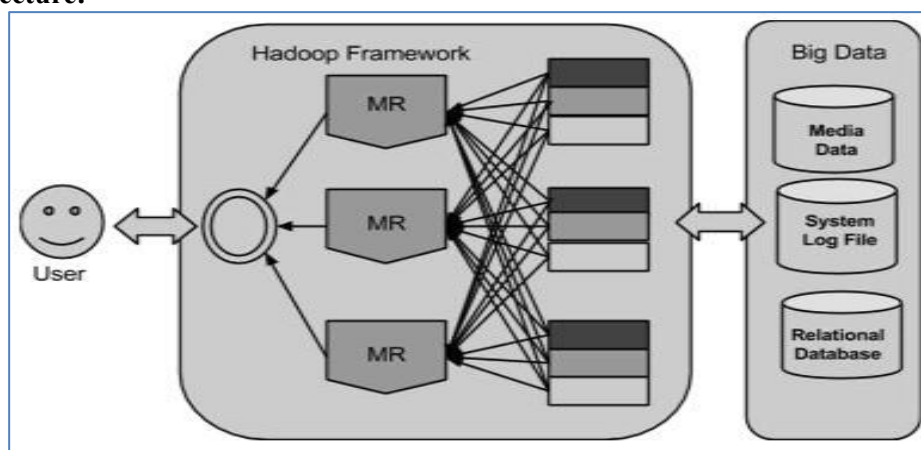 Hadoop Framework
Big Data
MR
MR
MR
Media
Data
System
Log File
Relational
Database
User